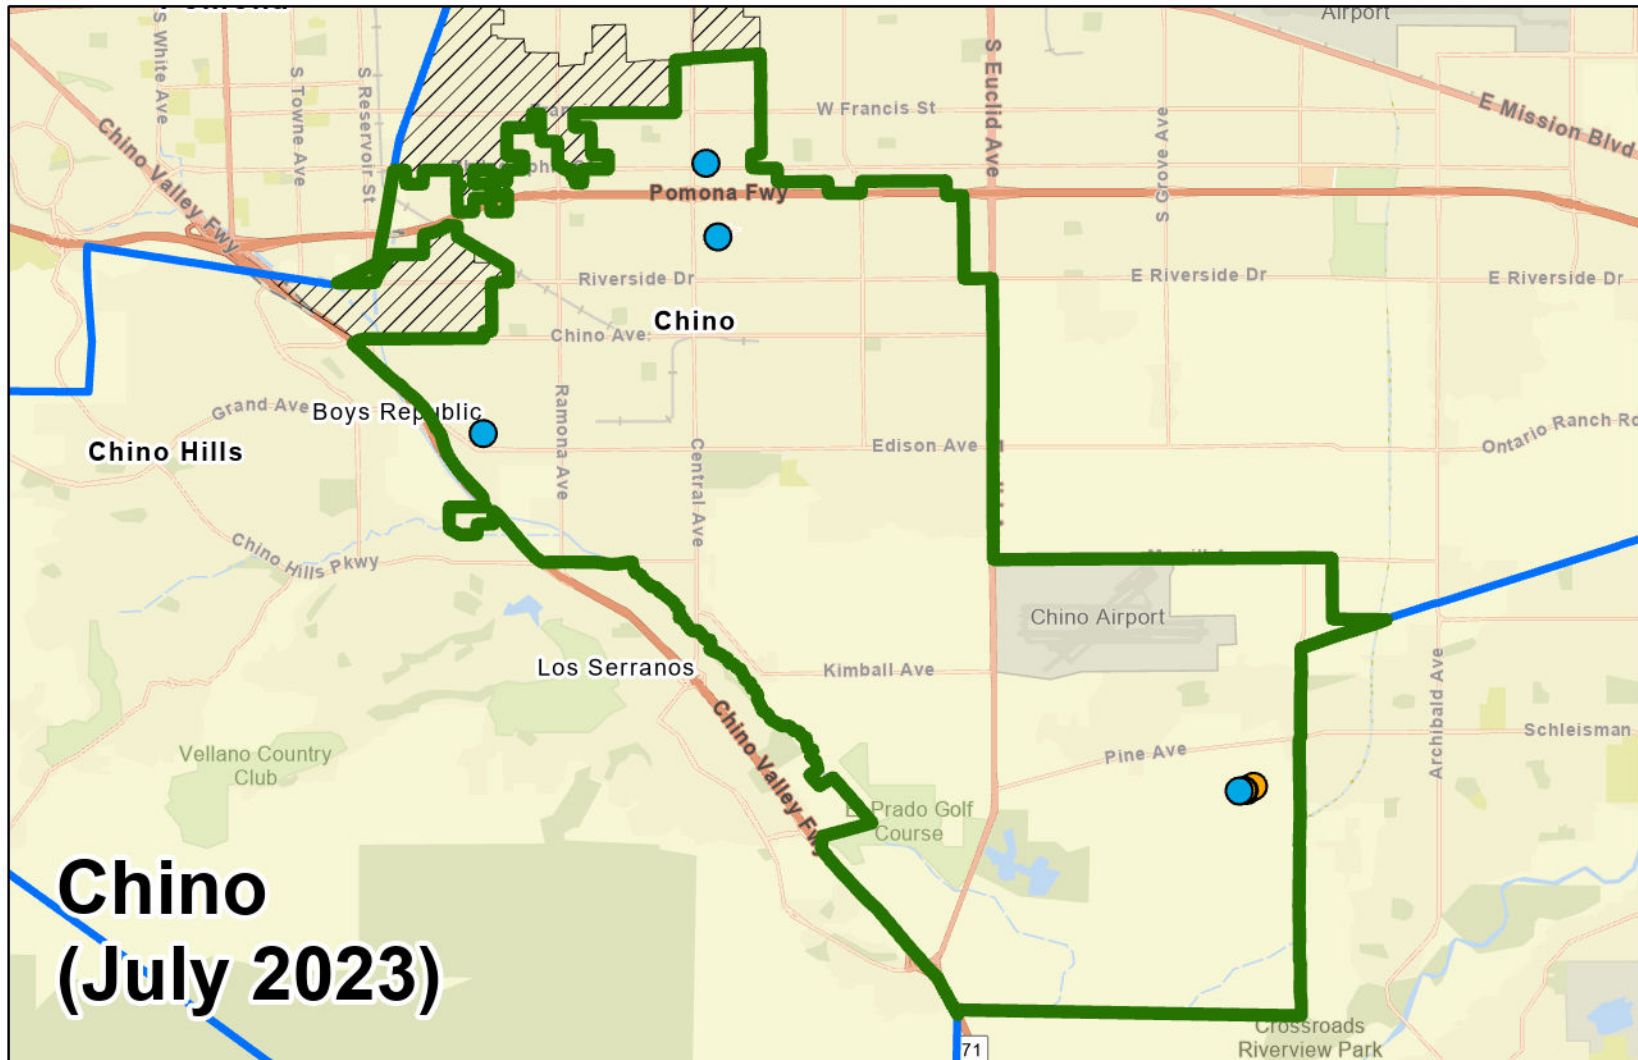 Airport
S White Ave
S Towne Ave
S Reservoir St
S Euclid Ave
W Francis St
S Grove Ave
E Mission Blvd
Chino Valley Fwy
Pomona Fwy
Riverside Dr
E Riverside Dr
E Riverside Dr
Chino
Chino Ave
Grand Ave
Boys Republic
Ramona Ave
Central Ave
Edison Ave
Ontario Ranch Rd
Chino Hills
Chino Hills Pkwy
Chino Airport
Los Serranos
Kimball Ave
Archibald Ave
Chino Valley Fwy
Pine Ave
Schleisman
Vellano Country
Club
Prado Golf
Course
Chino
(July 2023)
71
Crossroads
Riverview Park